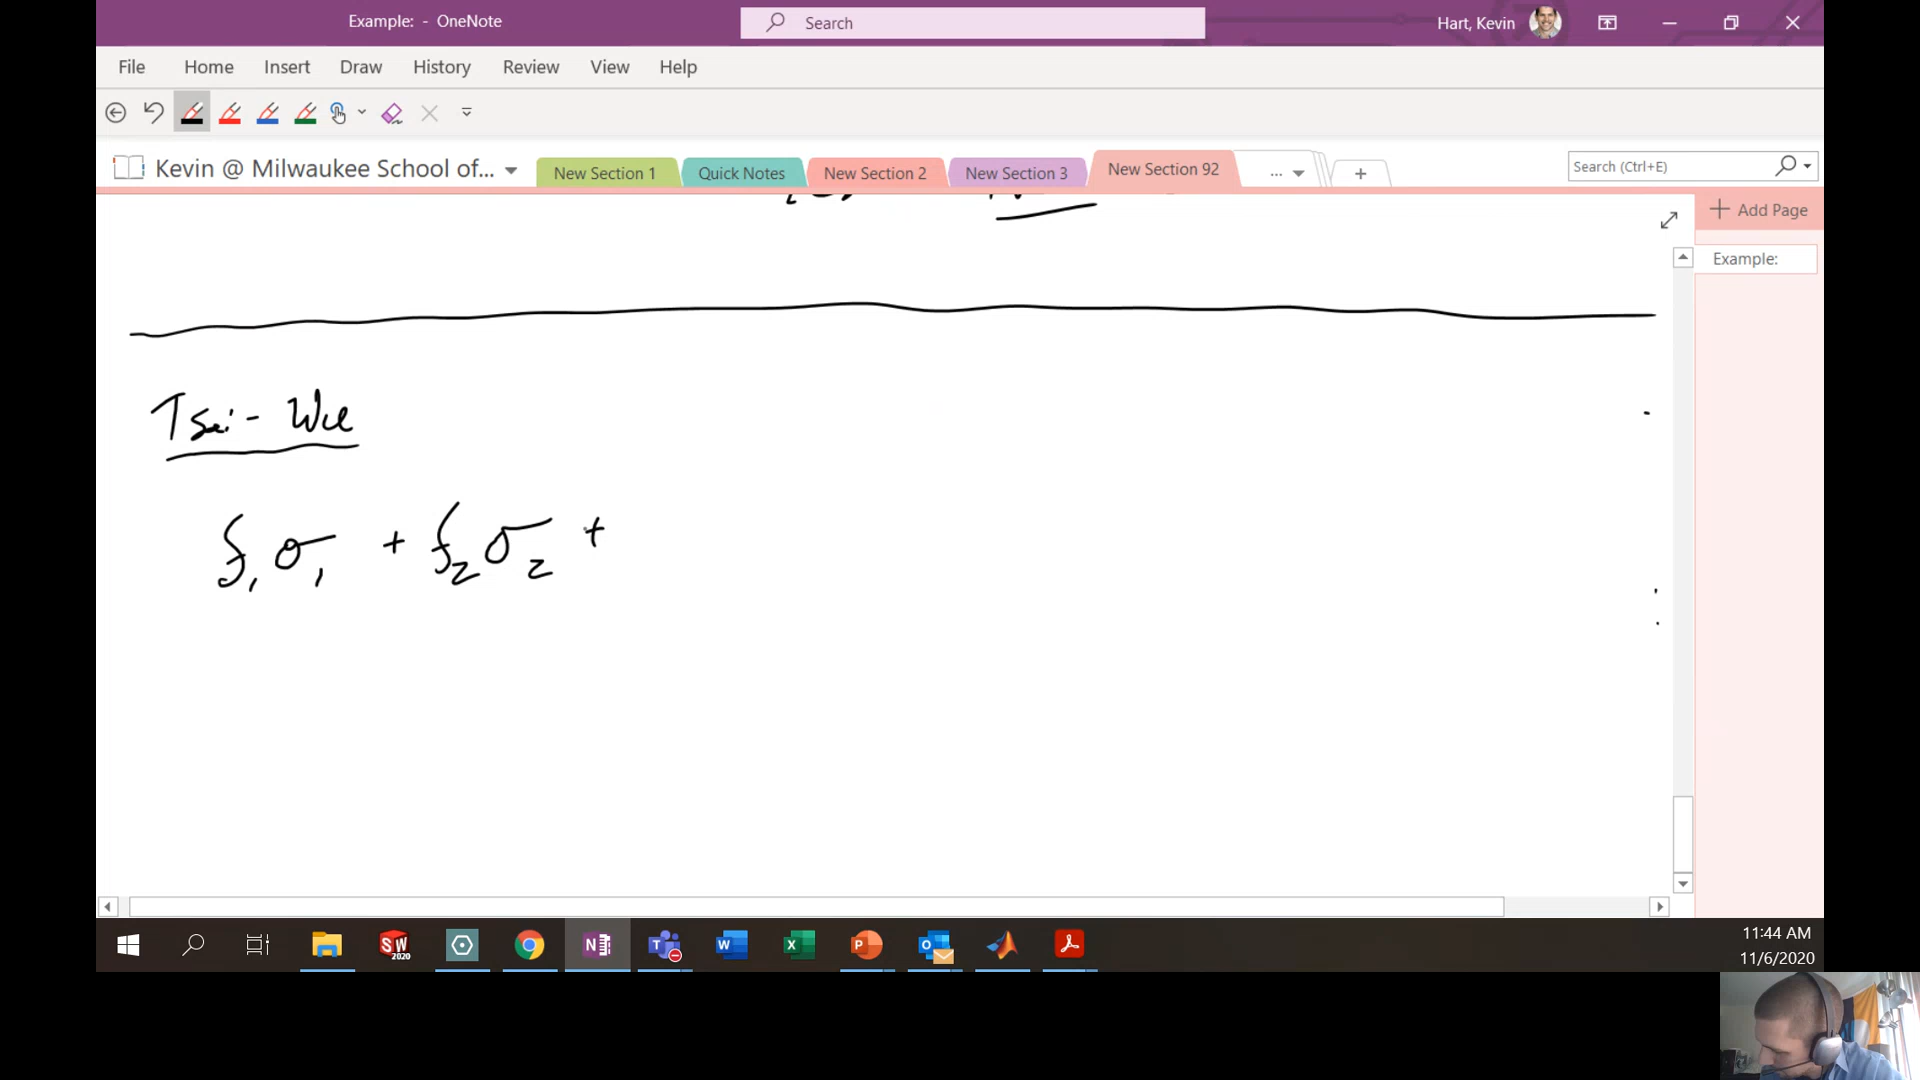 Example: - OneNote
Search
Hart, Kevin
File Home Insert Draw History Review View Help
Kevin @ Milwaukee School of...
New Section 1
Quick Notes
New Section 2
New Section 3
New Section 92
...
Search (Ctrl+E)
Add Page
Example:
Tsai - Wu
f₁σ₁ + f₂σ₂ +
SW
2020
N
T
W
X
P
O
11:44 AM
11/6/2020